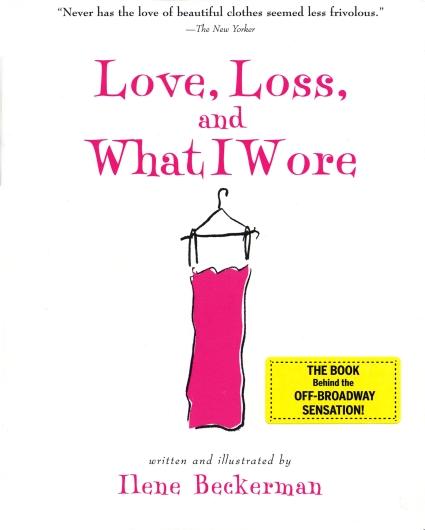 “Never has the love of beautiful clothes seemed less frivolous.”
—The New Yorker
Love, Loss,
and
What I Wore
THE BOOK
Behind the
OFF-BROADWAY
SENSATION!
written and illustrated by
Ilene Beckerman